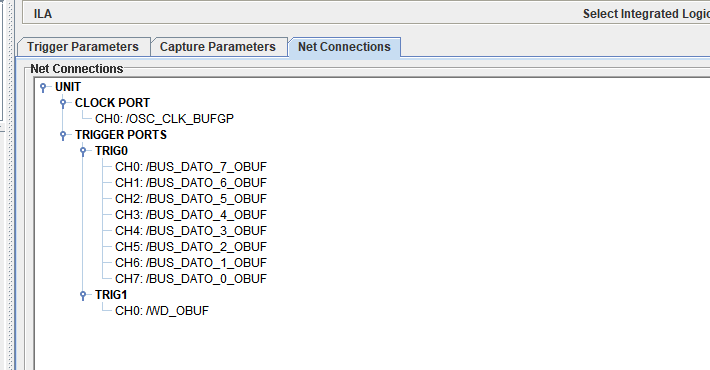 ILA Select Integrated Logic
Trigger Parameters Capture Parameters Net Connections
Net Connections
UNIT
CLOCK PORT
CH0: /OSC_CLK_BUFGP
TRIGGER PORTS
TRIG0
CH0: /BUS_DATO_7_OBUF
CH1: /BUS_DATO_6_OBUF
CH2: /BUS_DATO_5_OBUF
CH3: /BUS_DATO_4_OBUF
CH4: /BUS_DATO_3_OBUF
CH5: /BUS_DATO_2_OBUF
CH6: /BUS_DATO_1_OBUF
CH7: /BUS_DATO_0_OBUF
TRIG1
CH0: /WD_OBUF